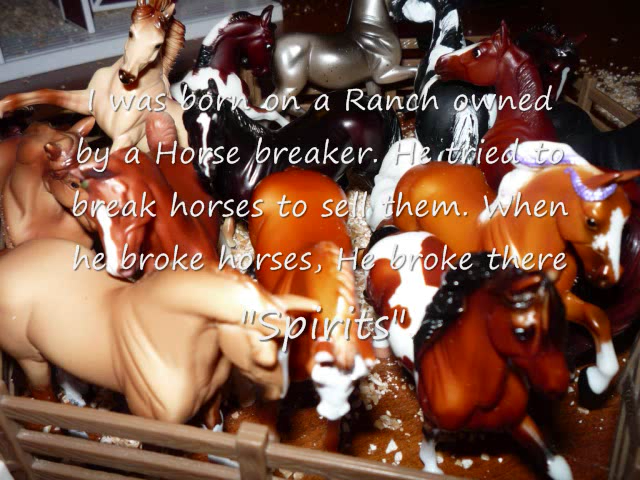 I was born on a Ranch owned
by a Horse breaker. He tried to
break horses to sell them. When
he broke horses, He broke there
"Spirits"